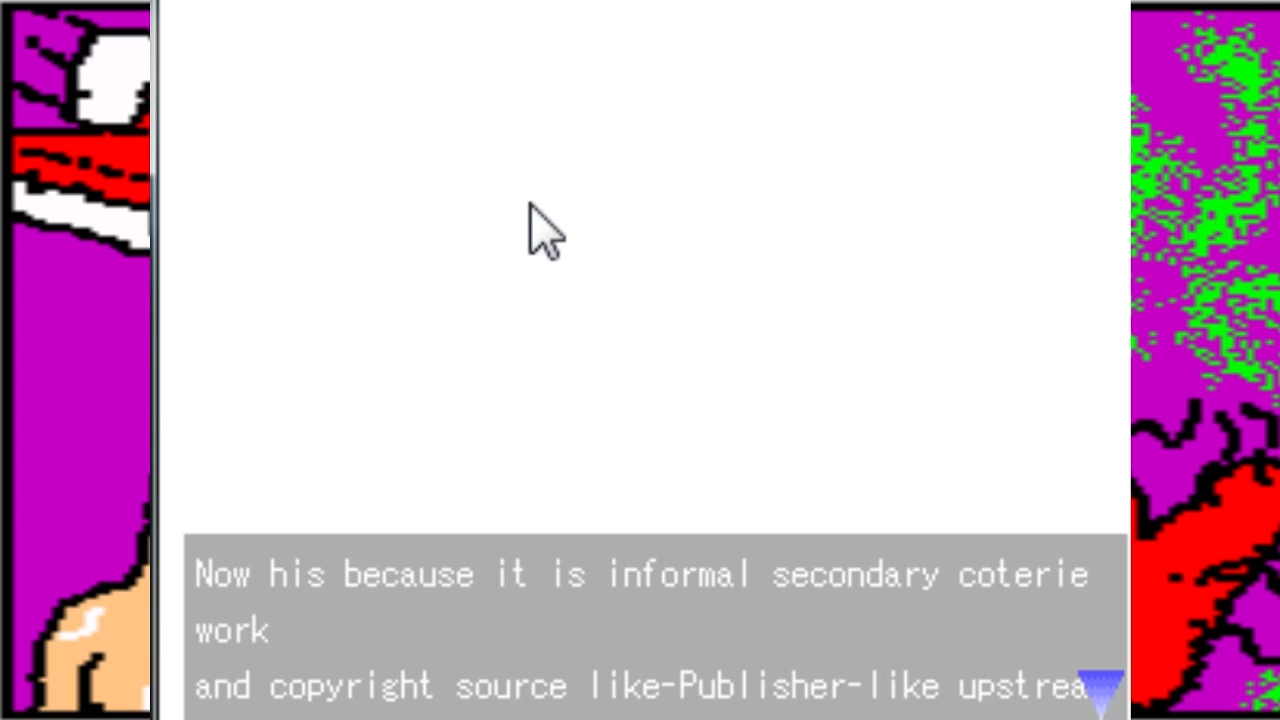 Now his because it is informal secondary coterie
work
and copyright source like-Publisher-like upstrea